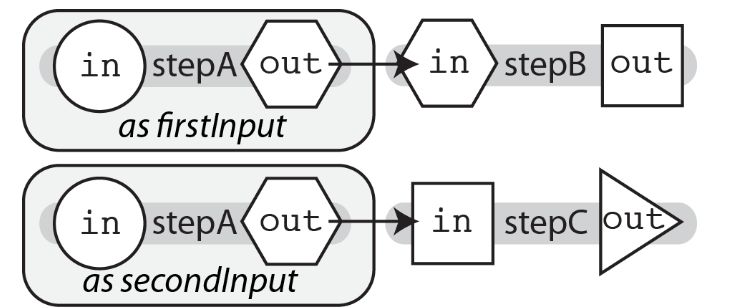 in stepA out in stepB out
as firstInput
in stepA out in stepC out
as secondInput